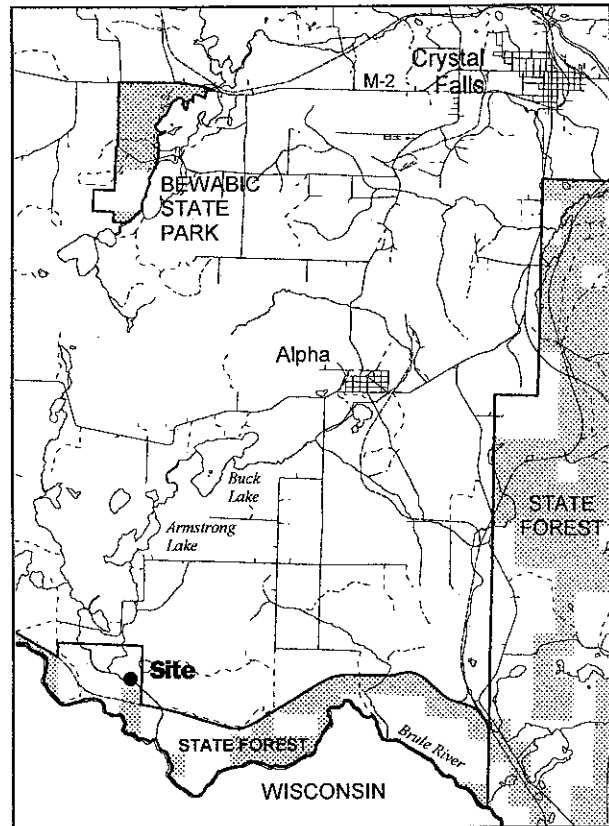 Crystal
Falls
M-2
BEWABIC
STATE
PARK
Alpha
Buck
Lake
Armstrong
Lake
STATE
FOREST
Site
STATE FOREST
Brule River
WISCONSIN